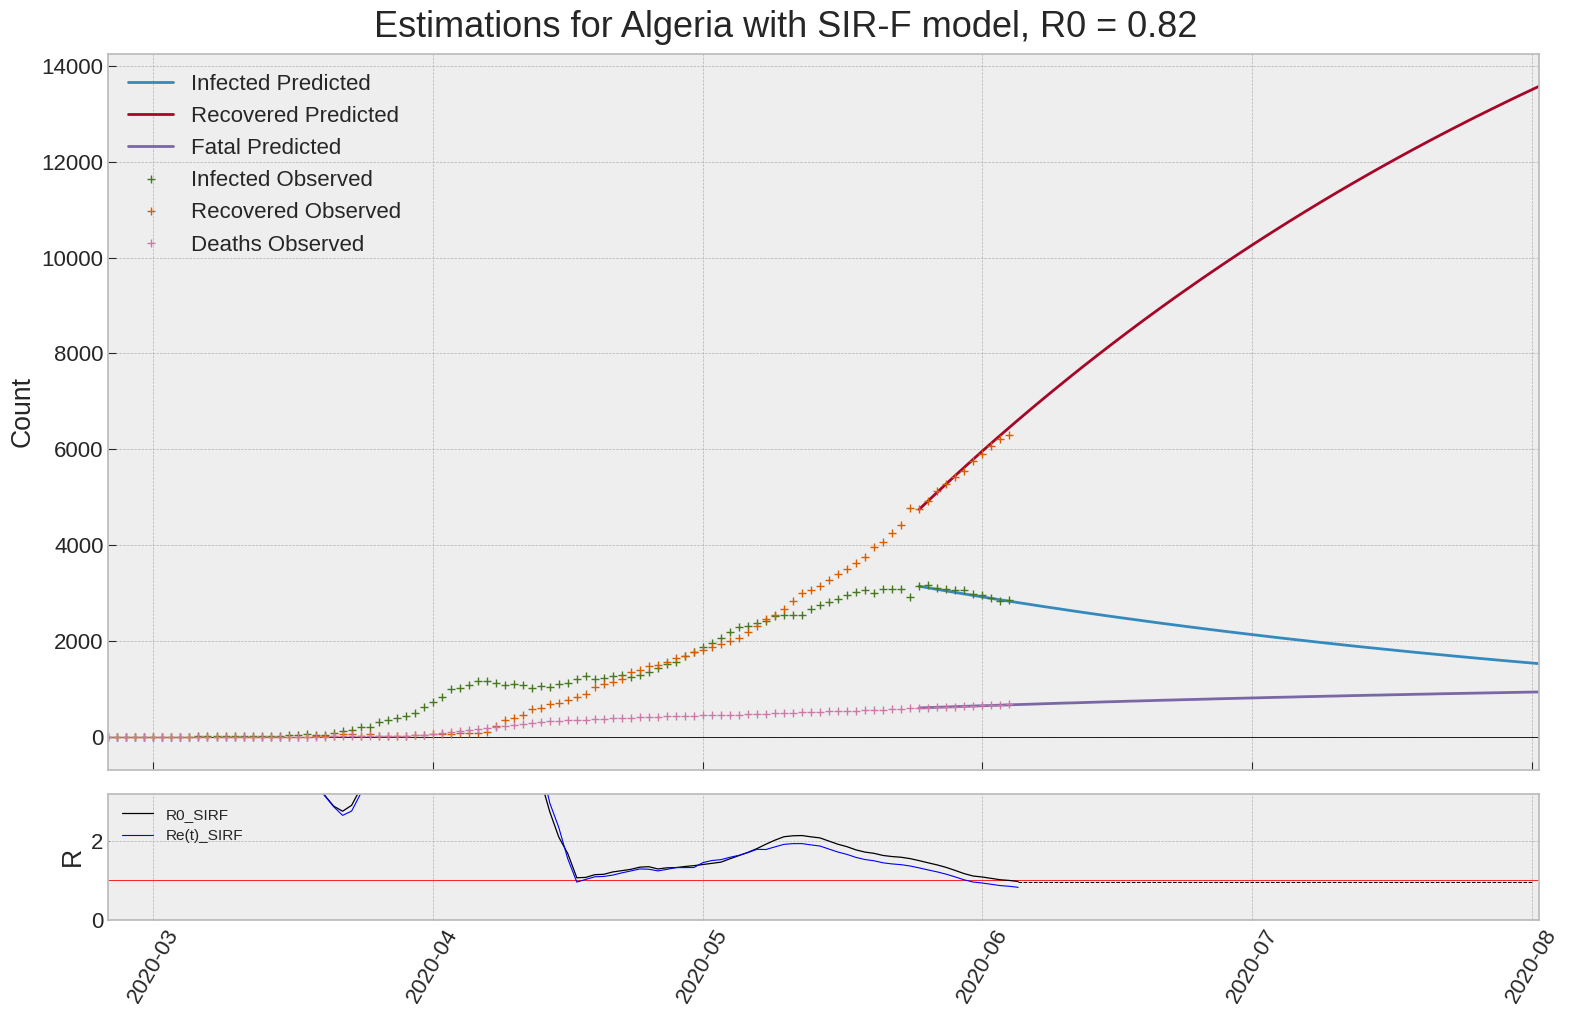 Estimations for Algeria with SIR-F model, R0 = 0.82
14000
12000
10000
8000
6000
4000
2000
0
Count
Infected Predicted
Recovered Predicted
Fatal Predicted
Infected Observed
Recovered Observed
Deaths Observed
R0_SIRF
Re(t)_SIRF
2
0
R
2020-03
2020-04
2020-05
2020-06
2020-07
2020-08